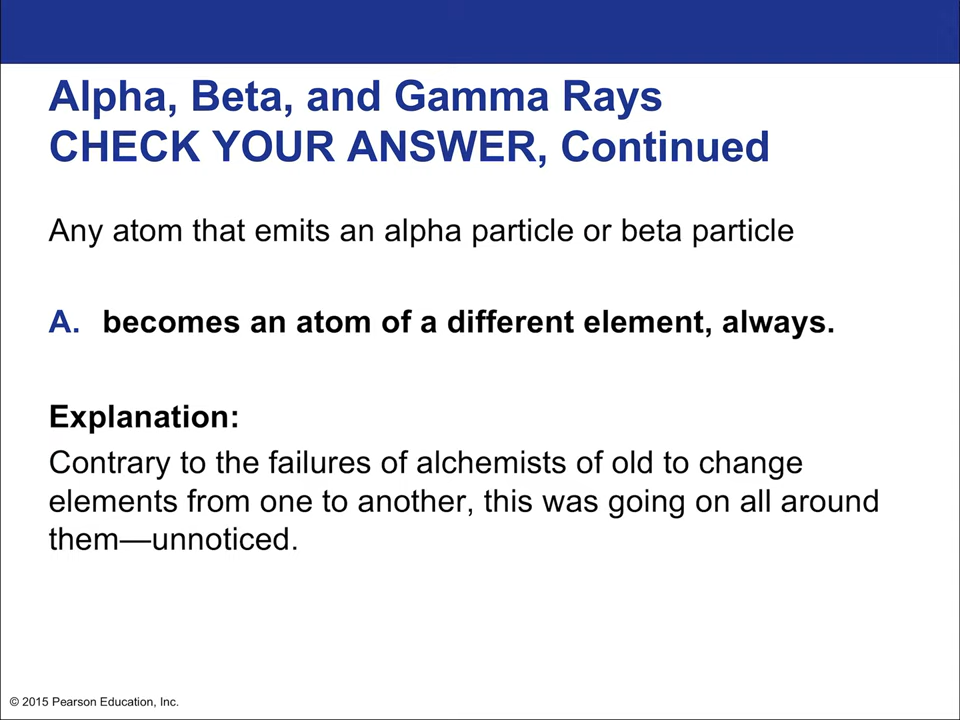 Alpha, Beta, and Gamma Rays
CHECK YOUR ANSWER, Continued
Any atom that emits an alpha particle or beta particle
A. becomes an atom of a different element, always.
Explanation:
Contrary to the failures of alchemists of old to change
elements from one to another, this was going on all around
them—unnoticed.
© 2015 Pearson Education, Inc.